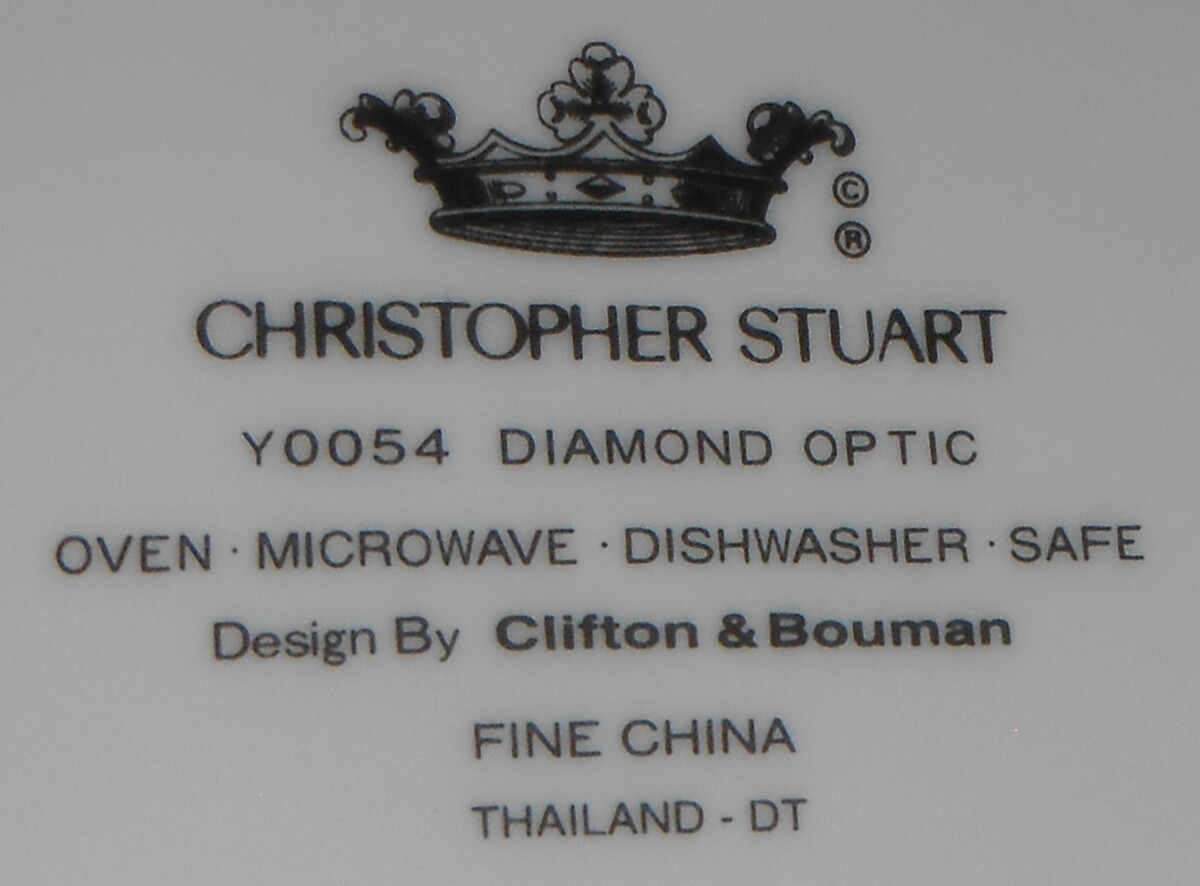 ©
®
CHRISTOPHER STUART
Y0054 DIAMOND OPTIC
OVEN · MICROWAVE · DISHWASHER · SAFE
Design By Clifton & Bouman
FINE CHINA
THAILAND - DT